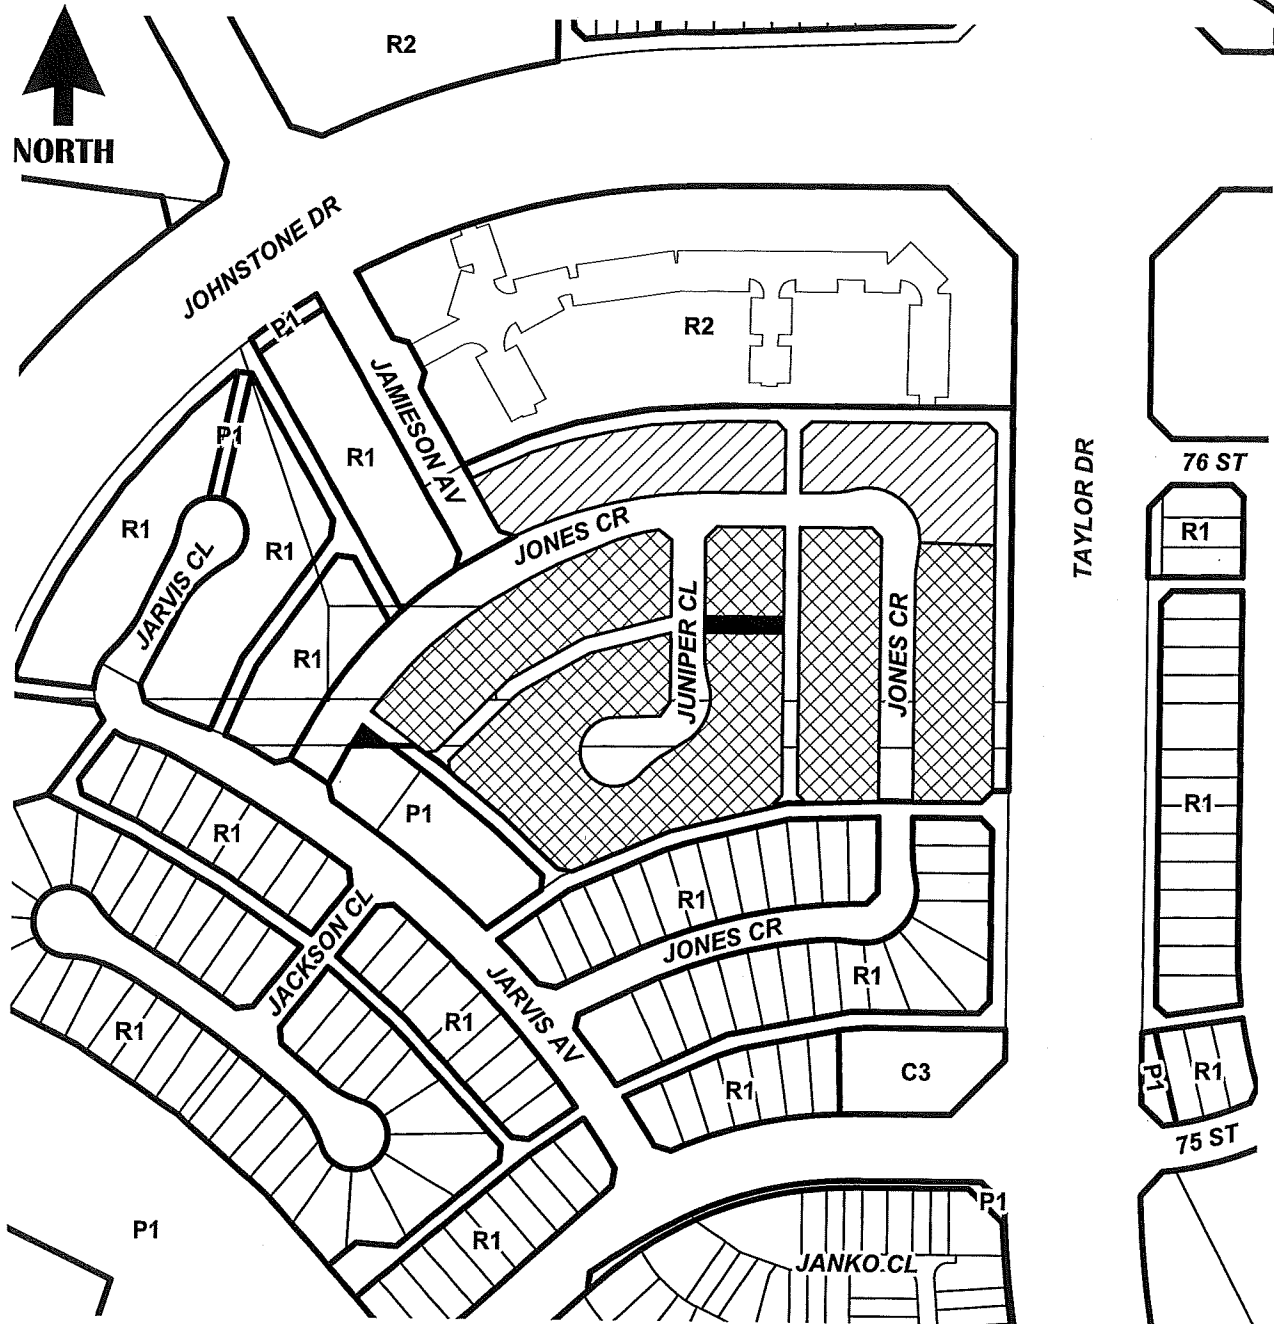 R2
NORTH
JOHNSTONE DR
P1
R2
JAMIESON AV
P1
R1
TAYLOR DR
76 ST
R1
R1
R1
JONES CR
JARVIS CL
JUNIPER CL
JONES CR
R1
P1
R1
R1
R1
JACKSON CL
JONES CR
R1
JARVIS AV
R1
R1
R1
C3
P1
R1
75 ST
P1
R1
P1
JANKO CL